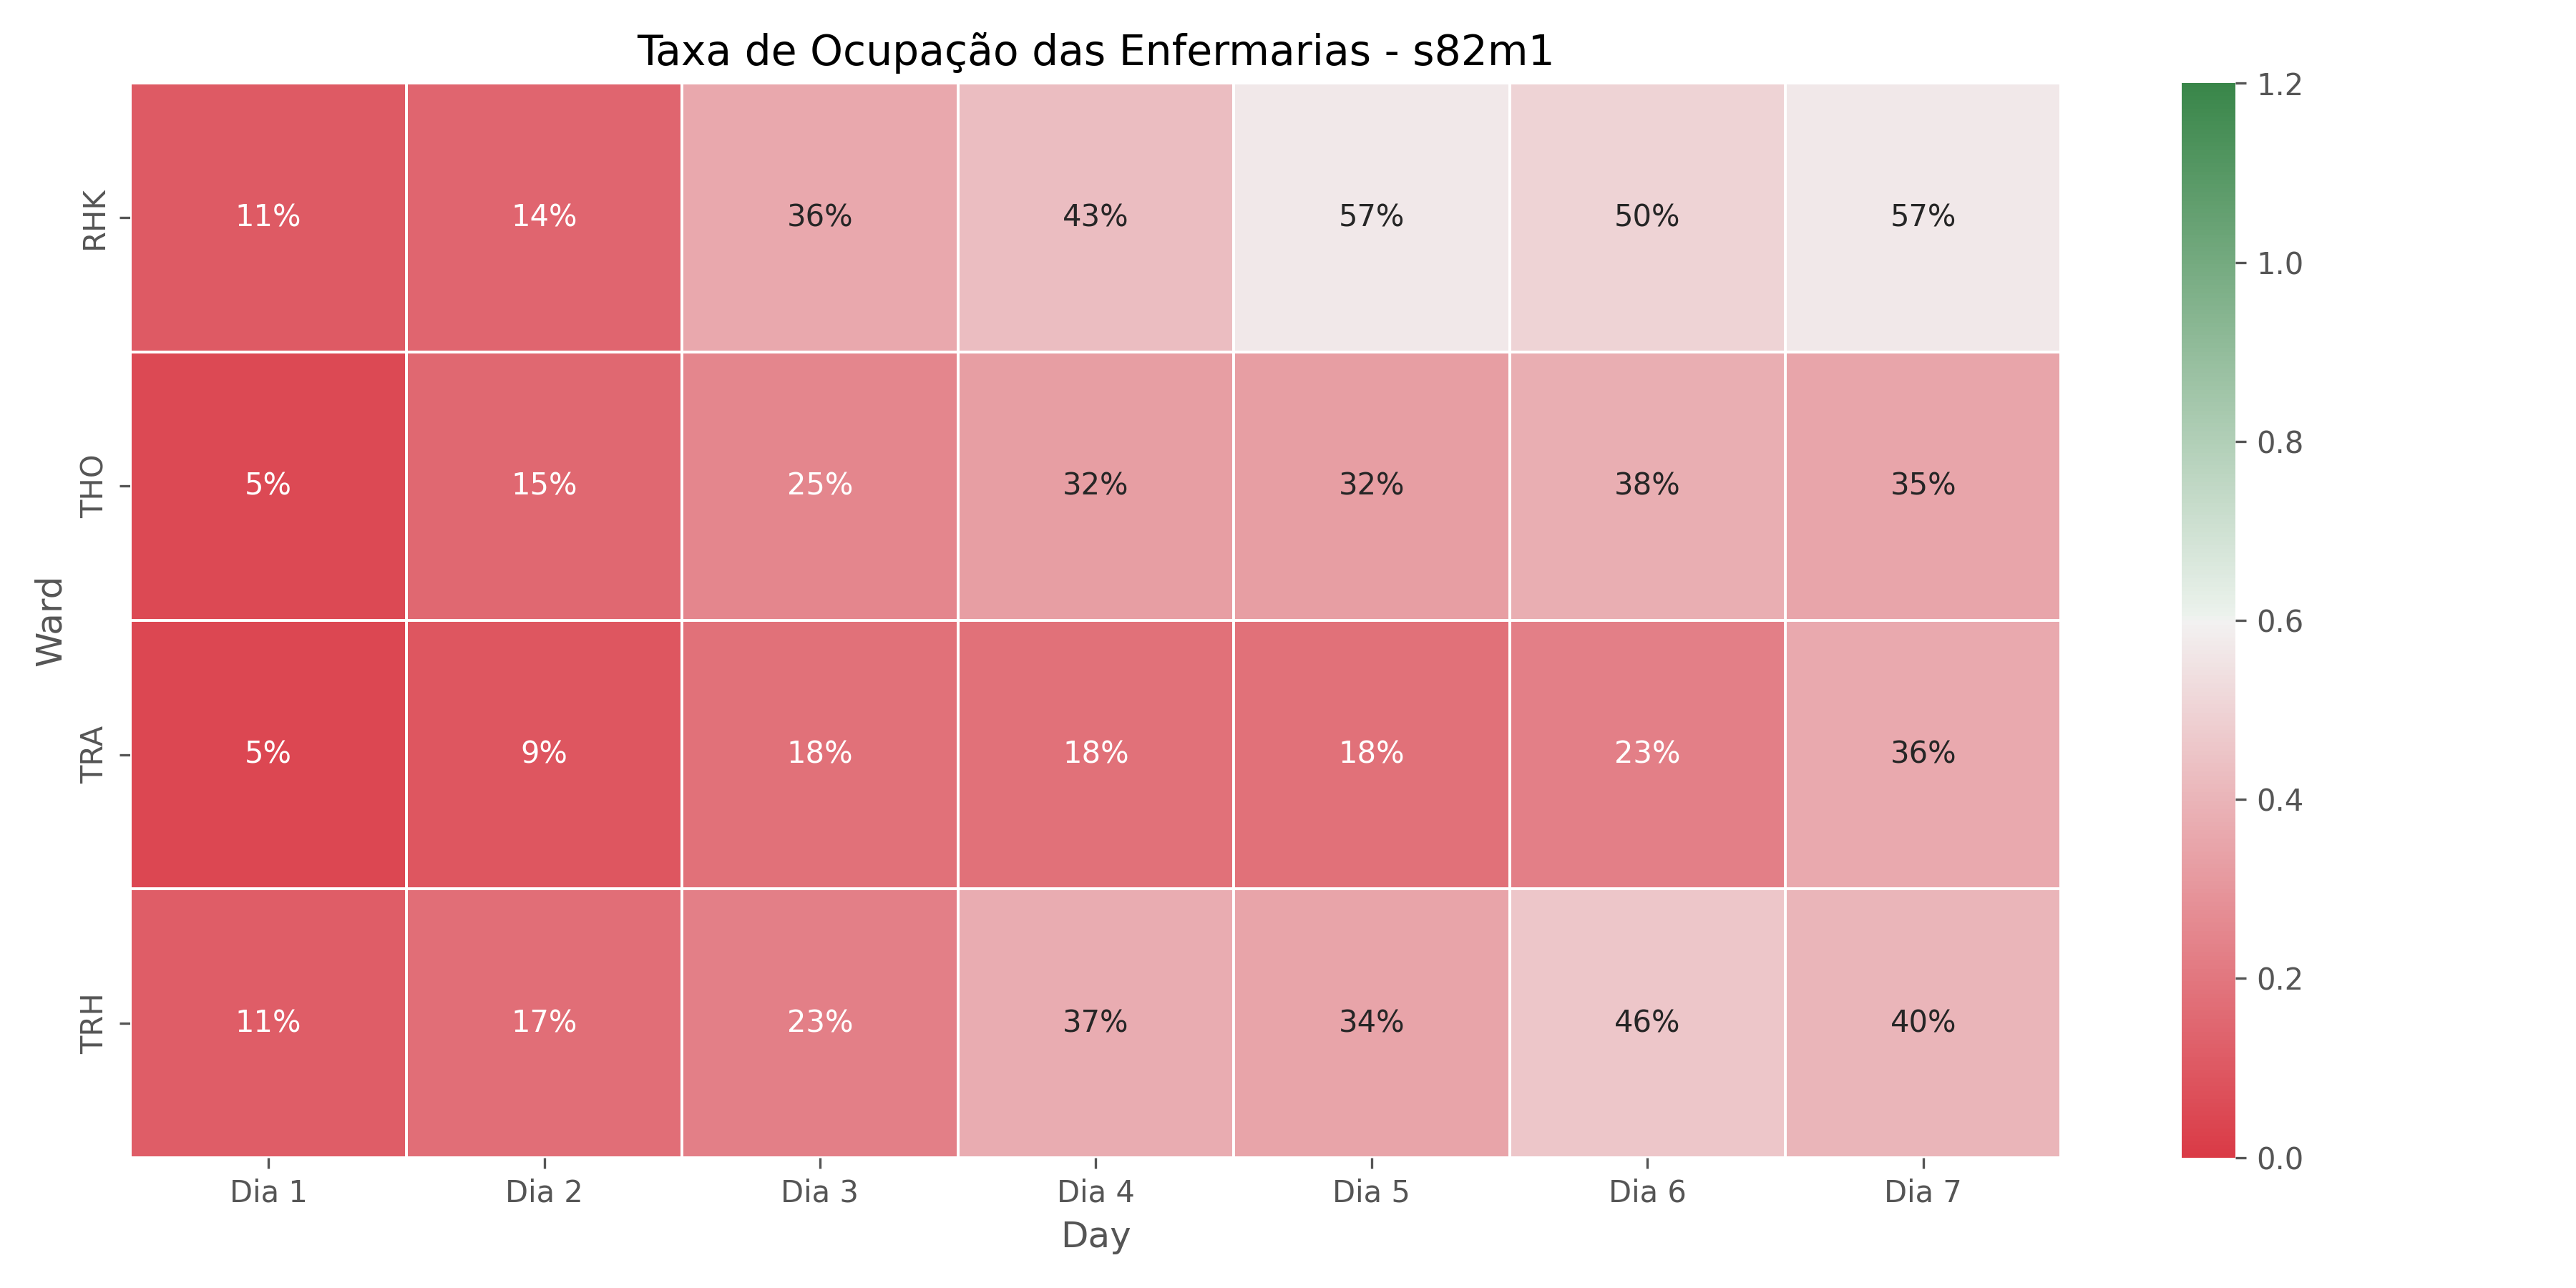 Taxa de Ocupação das Enfermarias - s82m1
Ward
RHK 11% 14% 36% 43% 57% 50% 57%
THO 5% 15% 25% 32% 32% 38% 35%
TRA 5% 9% 18% 18% 18% 23% 36%
TRH 11% 17% 23% 37% 34% 46% 40%
Dia 1 Dia 2 Dia 3 Dia 4 Dia 5 Dia 6 Dia 7
Day
1.2
1.0
0.8
0.6
0.4
0.2
0.0